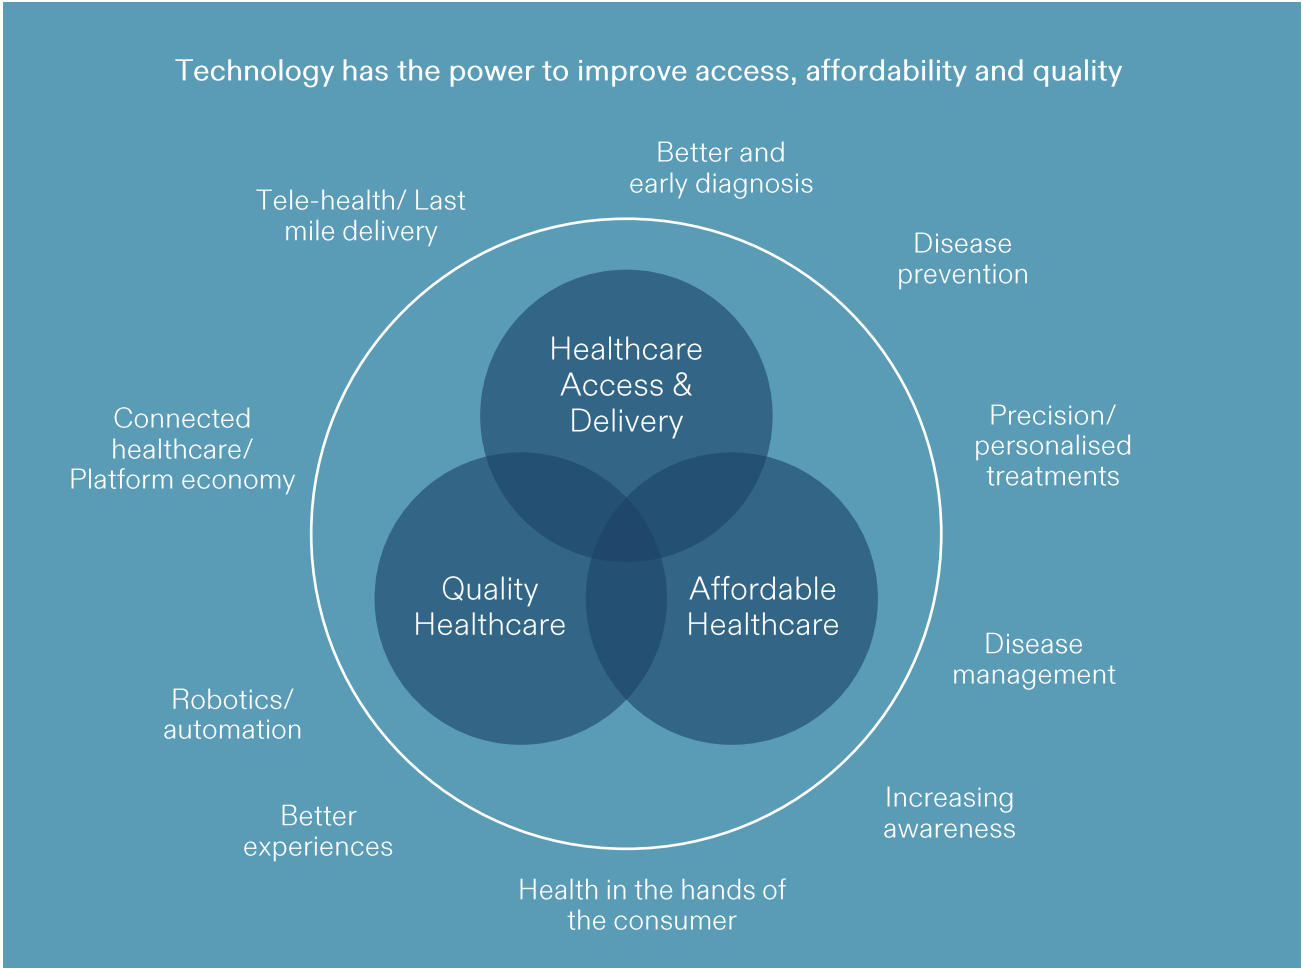 Technology has the power to improve access, affordability and quality
Better and
early diagnosis
Tele-health/ Last
mile delivery
Disease
prevention
Healthcare
Access &
Delivery
Connected
healthcare/
Platform economy
Precision/
personalised
treatments
Quality
Healthcare
Affordable
Healthcare
Disease
management
Robotics/
automation
Increasing
awareness
Better
experiences
Health in the hands of
the consumer